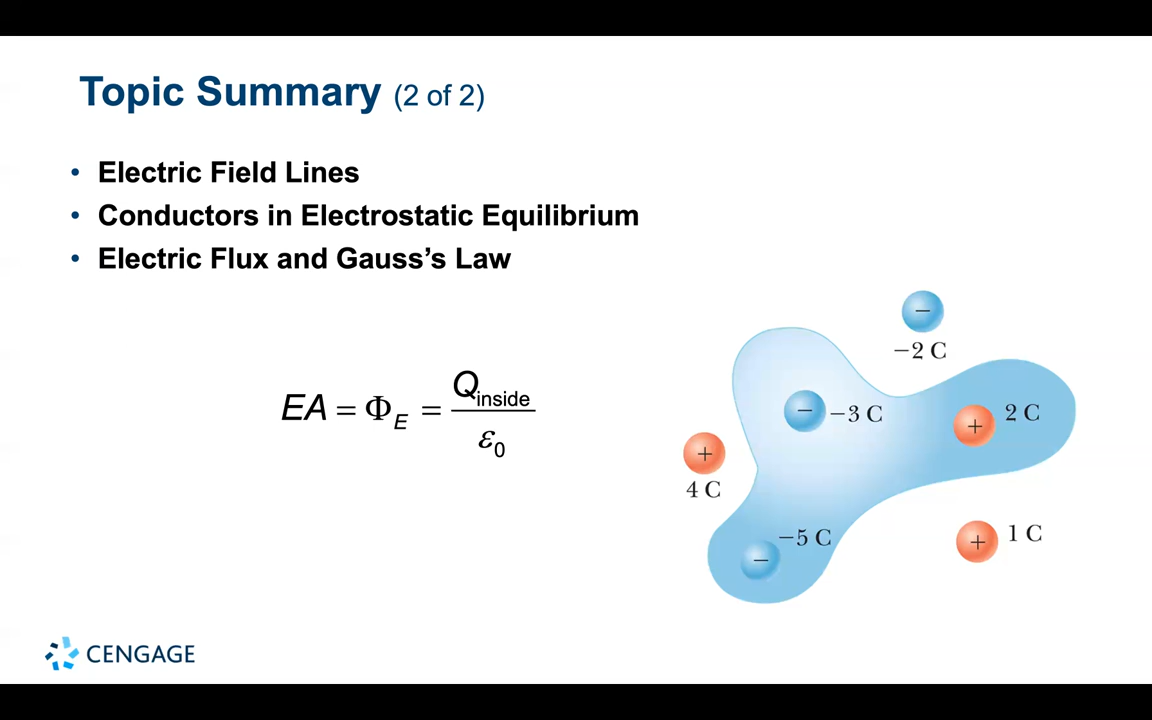 Topic Summary (2 of 2)
• Electric Field Lines
• Conductors in Electrostatic Equilibrium
• Electric Flux and Gauss’s Law
EA = Φ_E = Q_inside / ε_0
−
−2 C
− −3 C
+ 2 C
+
4 C
−5 C
−
+ 1 C
CENGAGE